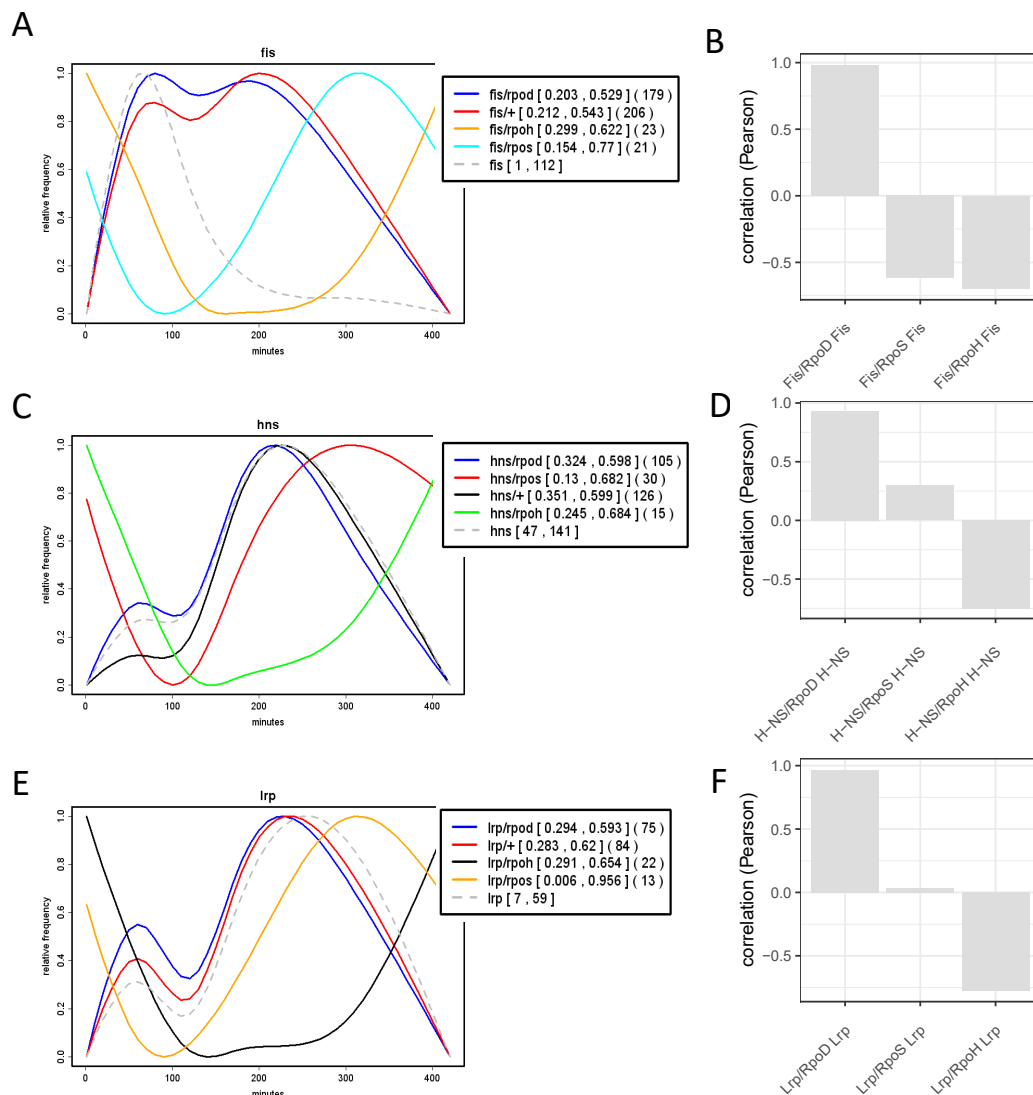 A
fis
relative frequency
0.0 0.2 0.4 0.6 0.8 1.0
0 100 200 300 400
minutes
fis/rpod [ 0.203 , 0.529 ] ( 179 )
fis/+ [ 0.212 , 0.543 ] ( 206 )
fis/rpoh [ 0.299 , 0.622 ] ( 23 )
fis/rpos [ 0.154 , 0.77 ] ( 21 )
fis [ 1 , 112 ]
B
correlation (Pearson)
1.0
0.5
0.0
−0.5
Fis/RpoD Fis
Fis/RpoS Fis
Fis/RpoH Fis
C
hns
relative frequency
0.0 0.2 0.4 0.6 0.8 1.0
0 100 200 300 400
minutes
hns/rpod [ 0.324 , 0.598 ] ( 105 )
hns/rpos [ 0.13 , 0.682 ] ( 30 )
hns/+ [ 0.351 , 0.599 ] ( 126 )
hns/rpoh [ 0.245 , 0.684 ] ( 15 )
hns [ 47 , 141 ]
D
correlation (Pearson)
1.0
0.5
0.0
−0.5
H−NS/RpoD H−NS
H−NS/RpoS H−NS
H−NS/RpoH H−NS
E
lrp
relative frequency
0.0 0.2 0.4 0.6 0.8 1.0
0 100 200 300 400
minutes
lrp/rpod [ 0.294 , 0.593 ] ( 75 )
lrp/+ [ 0.283 , 0.62 ] ( 84 )
lrp/rpoh [ 0.291 , 0.654 ] ( 22 )
lrp/rpos [ 0.006 , 0.956 ] ( 13 )
lrp [ 7 , 59 ]
F
correlation (Pearson)
1.0
0.5
0.0
−0.5
Lrp/RpoD Lrp
Lrp/RpoS Lrp
Lrp/RpoH Lrp